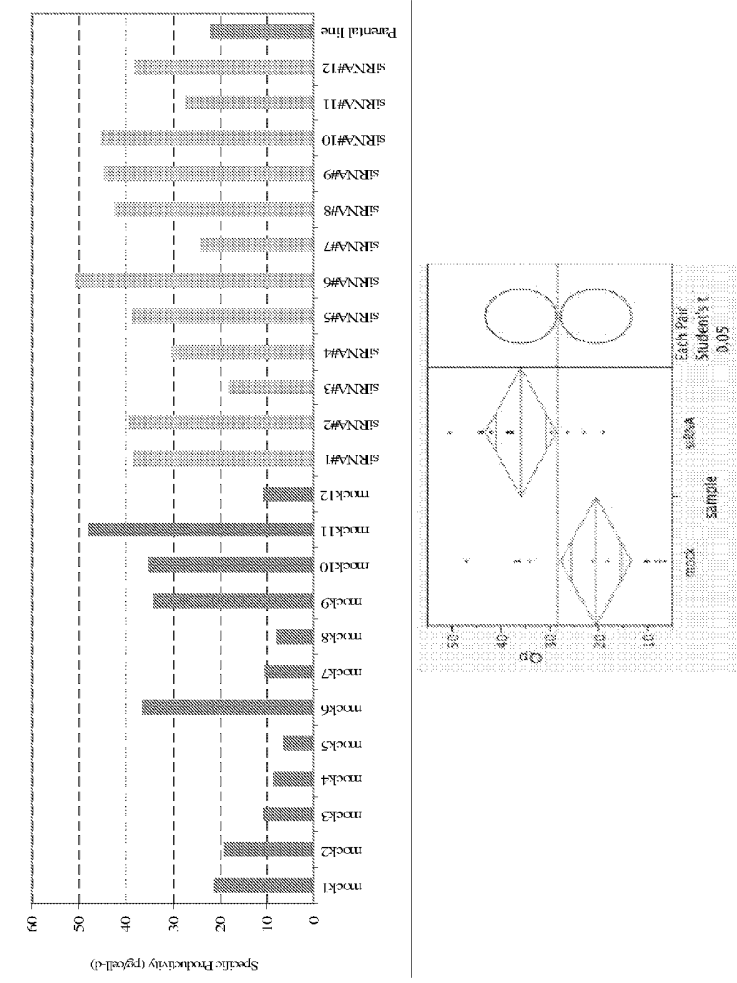 Specific Productivity (pg/cell-d)
60
50
40
30
20
10
0
mock1
mock2
mock3
mock4
mock5
mock6
mock7
mock8
mock9
mock10
mock11
mock12
siRNA#1
siRNA#2
siRNA#3
siRNA#4
siRNA#5
siRNA#6
siRNA#7
siRNA#8
siRNA#9
siRNA#10
siRNA#11
siRNA#12
Parental line
Qp
50
40
30
20
10
mock
siRNA
sample
Each Pair
Student's t
0.05